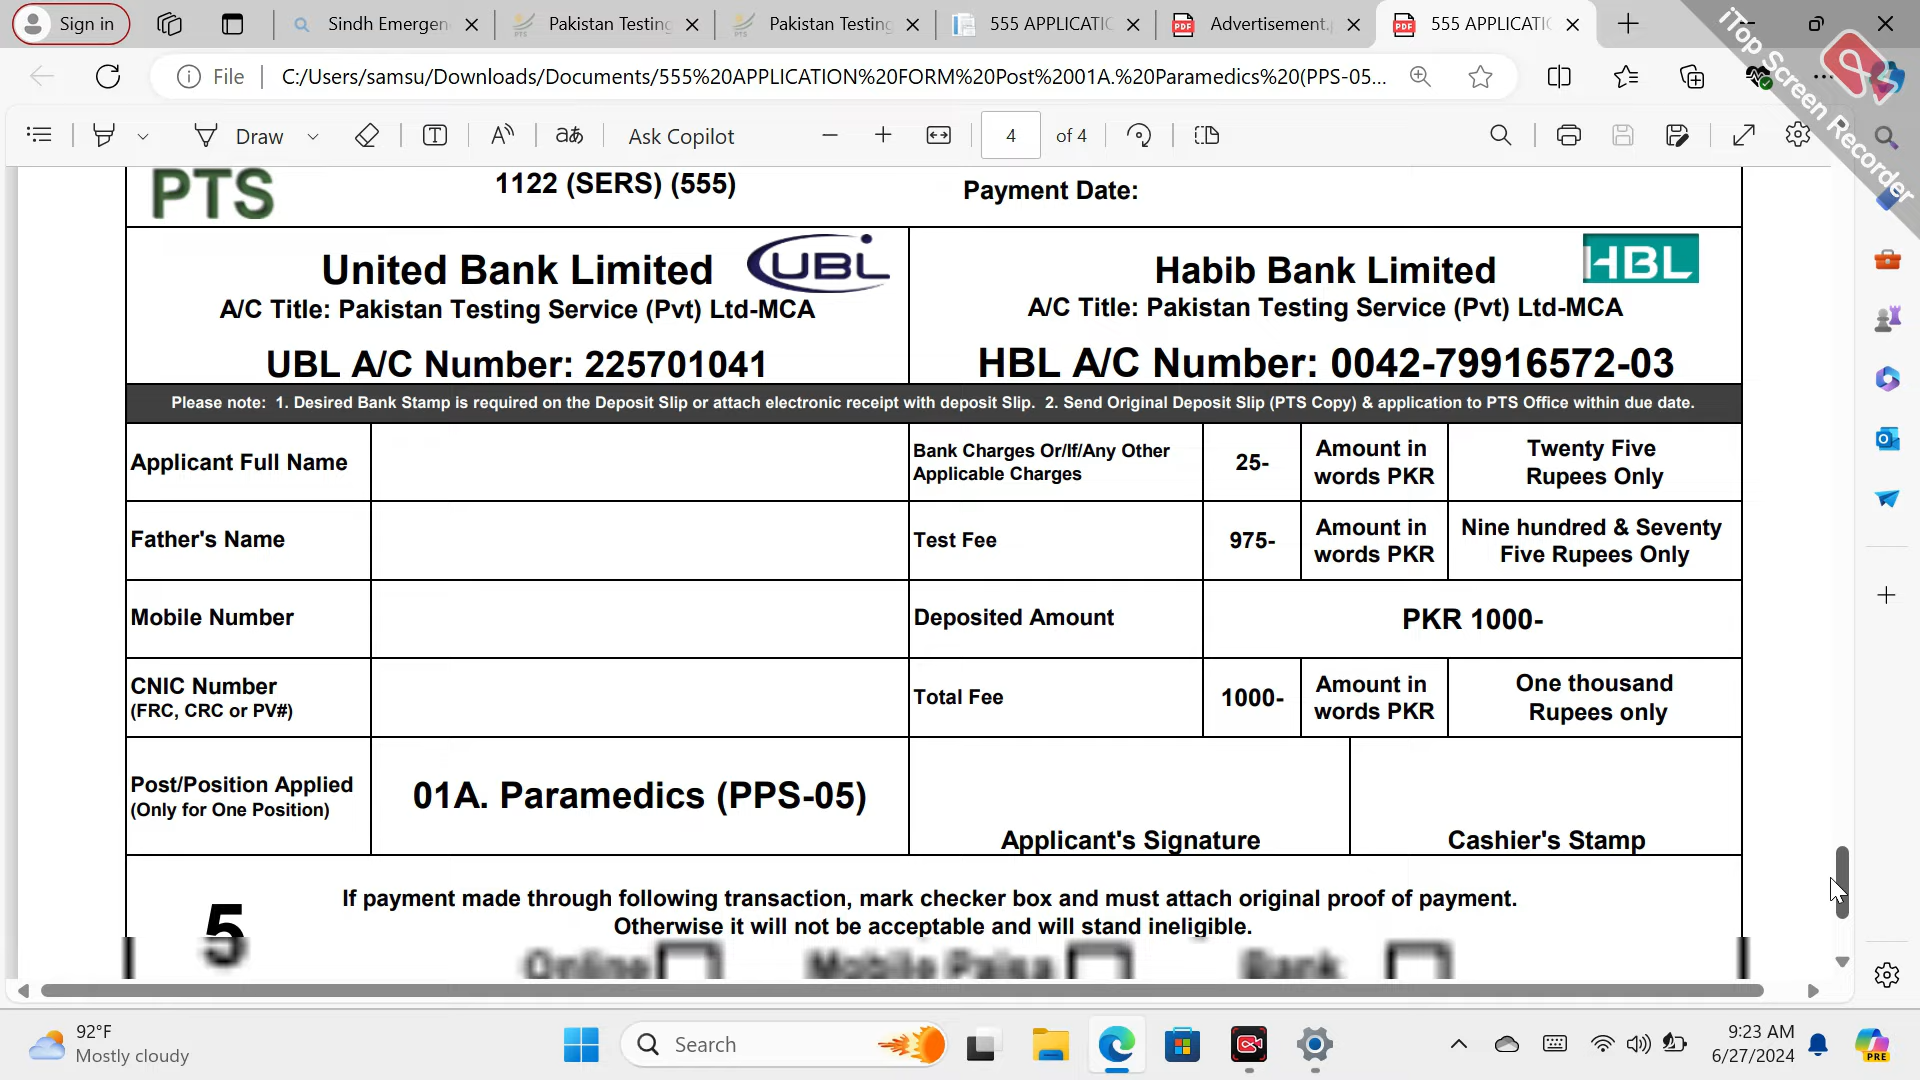 Sign in
Sindh Emergen
Pakistan Testing
Pakistan Testing
555 APPLICATIO
Advertisement.p
555 APPLICATIO
File
C:/Users/samsu/Downloads/Documents/555%20APPLICATION%20FORM%20Post%2001A.%20Paramedics%20(PPS-05...
Draw
Ask Copilot
4
of 4
iTop Screen Recorder
PTS
1122 (SERS) (555)
Payment Date:
United Bank Limited
UBL
A/C Title: Pakistan Testing Service (Pvt) Ltd-MCA
UBL A/C Number: 225701041
Habib Bank Limited
HBL
A/C Title: Pakistan Testing Service (Pvt) Ltd-MCA
HBL A/C Number: 0042-79916572-03
Please note: 1. Desired Bank Stamp is required on the Deposit Slip or attach electronic receipt with deposit Slip. 2. Send Original Deposit Slip (PTS Copy) & application to PTS Office within due date.
Applicant Full Name
Bank Charges Or/If/Any Other
Applicable Charges
25-
Amount in
words PKR
Twenty Five
Rupees Only
Father's Name
Test Fee
975-
Amount in
words PKR
Nine hundred & Seventy
Five Rupees Only
Mobile Number
Deposited Amount
PKR 1000-
CNIC Number
(FRC, CRC or PV#)
Total Fee
1000-
Amount in
words PKR
One thousand
Rupees only
Post/Position Applied
(Only for One Position)
01A. Paramedics (PPS-05)
Applicant's Signature
Cashier's Stamp
5
If payment made through following transaction, mark checker box and must attach original proof of payment.
Otherwise it will not be acceptable and will stand ineligible.
Online
Mobile Paisa
Bank
92°F
Mostly cloudy
Search
9:23 AM
6/27/2024
PRE